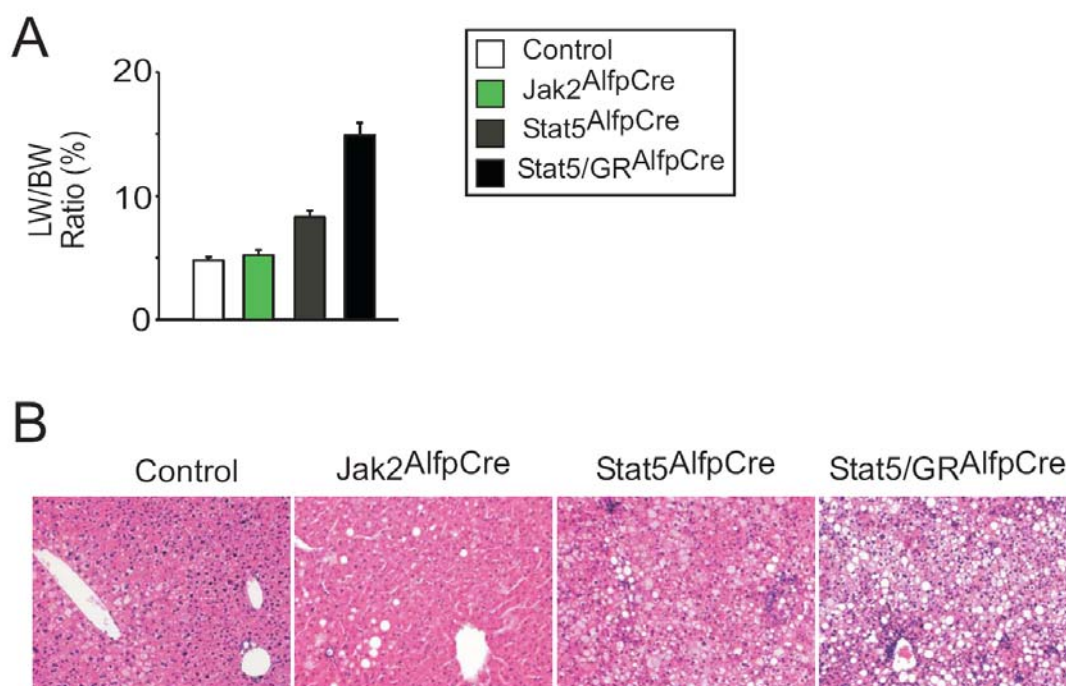 A
20
10
0
LW/BW
Ratio (%)
Control
Jak2AlfpCre
Stat5AlfpCre
Stat5/GRAlfpCre
B
Control
Jak2AlfpCre
Stat5AlfpCre
Stat5/GRAlfpCre